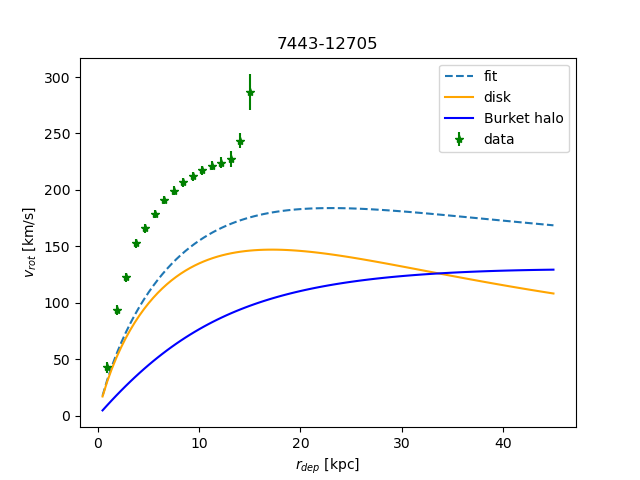 7443-12705
300
250
200
150
100
50
0
v_rot [km/s]
0 10 20 30 40
r_dep [kpc]
fit
disk
Burket halo
data